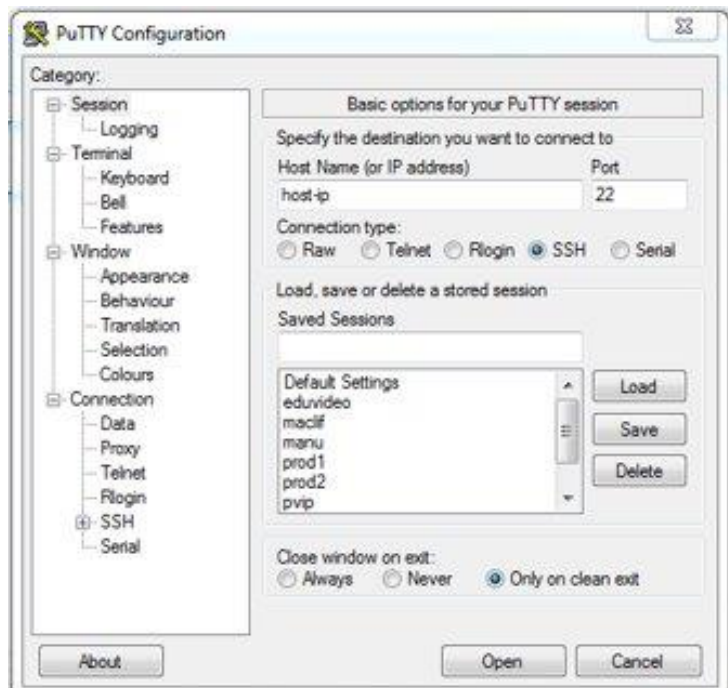 PuTTY Configuration
Category:
Session
Logging
Terminal
Keyboard
Bell
Features
Window
Appearance
Behaviour
Translation
Selection
Colours
Connection
Data
Proxy
Telnet
Rlogin
SSH
Serial
Basic options for your PuTTY session
Specify the destination you want to connect to
Host Name (or IP address) Port
host-ip 22
Connection type:
Raw Telnet Rlogin SSH Serial
Load, save or delete a stored session
Saved Sessions
Default Settings
eduvideo
maclif
manu
prod1
prod2
pvip
Load
Save
Delete
Close window on exit:
Always Never Only on clean exit
About Open Cancel